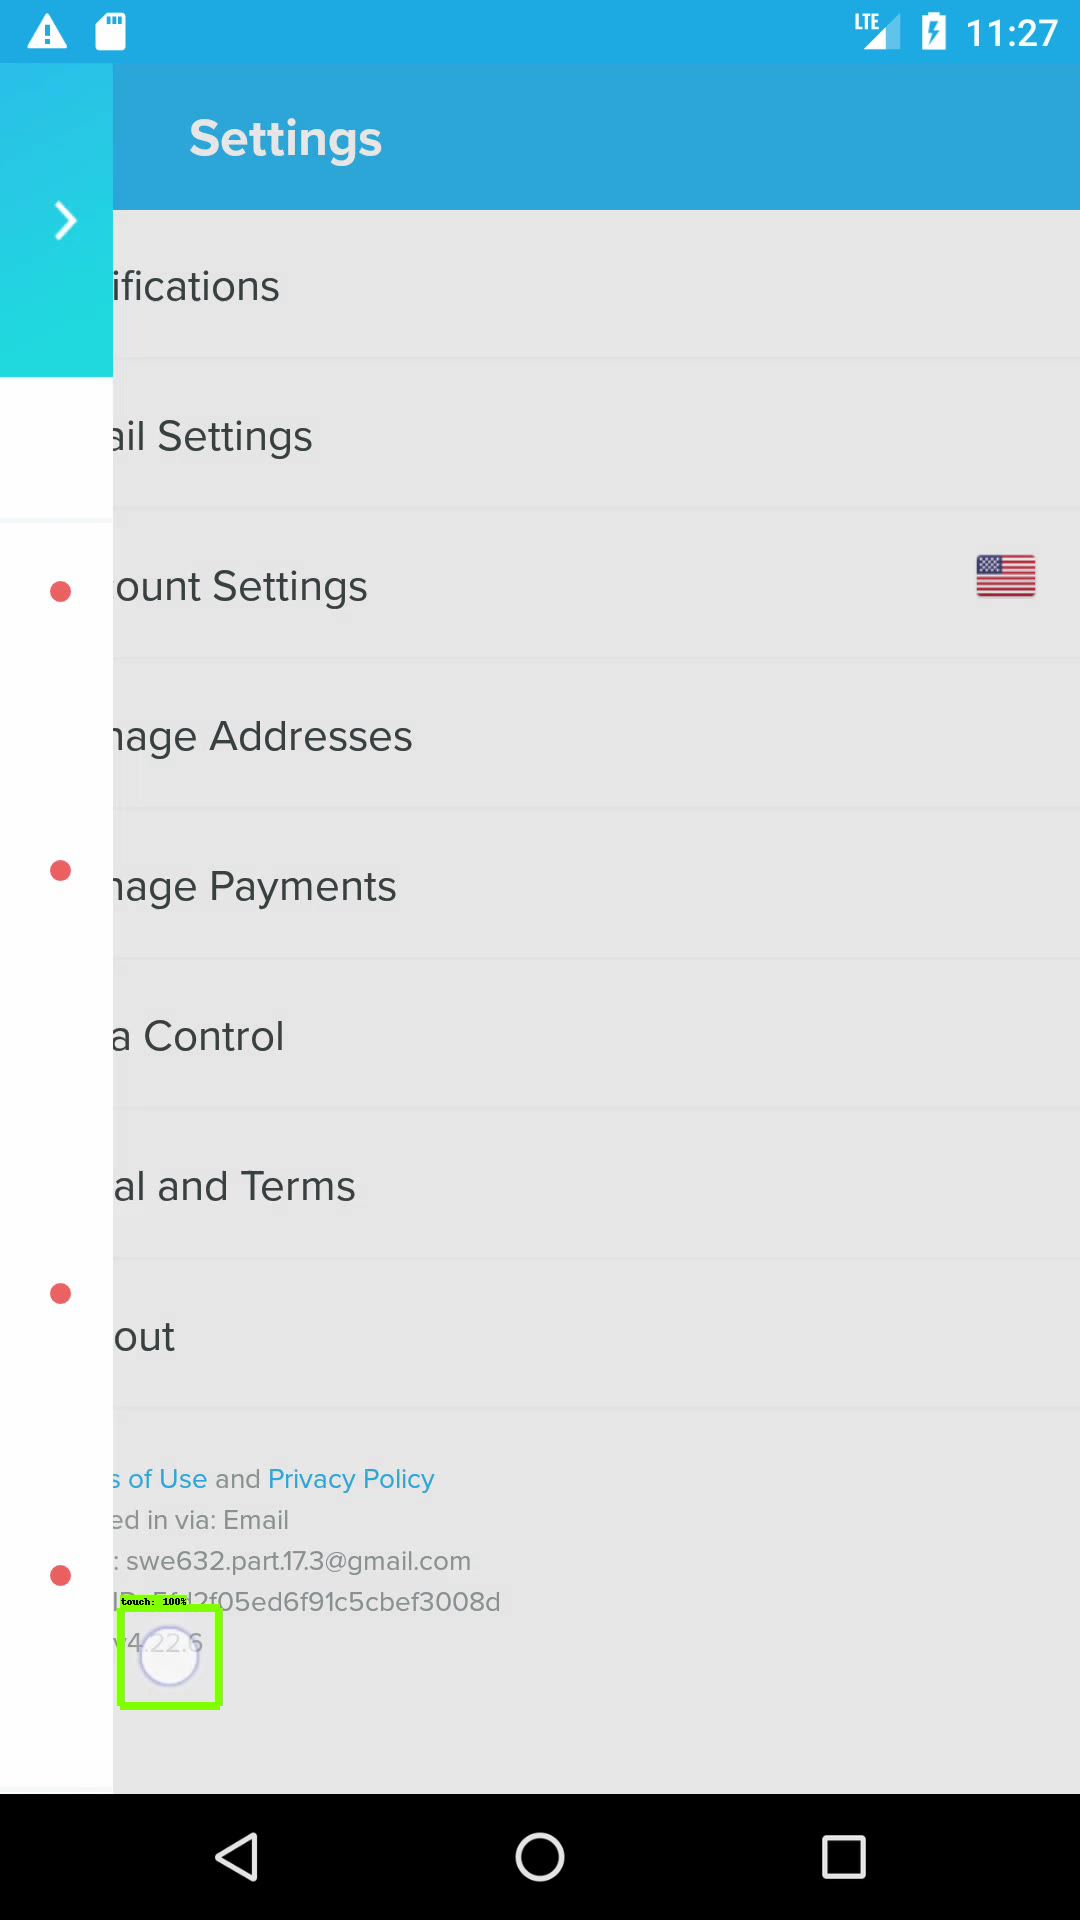 LTE 11:27
Settings
ifications
ail Settings
ount Settings
nage Addresses
nage Payments
a Control
al and Terms
out
s of Use and Privacy Policy
ed in via: Email
: swe632.part.17.3@gmail.com
touch: 100%
v4.22.6